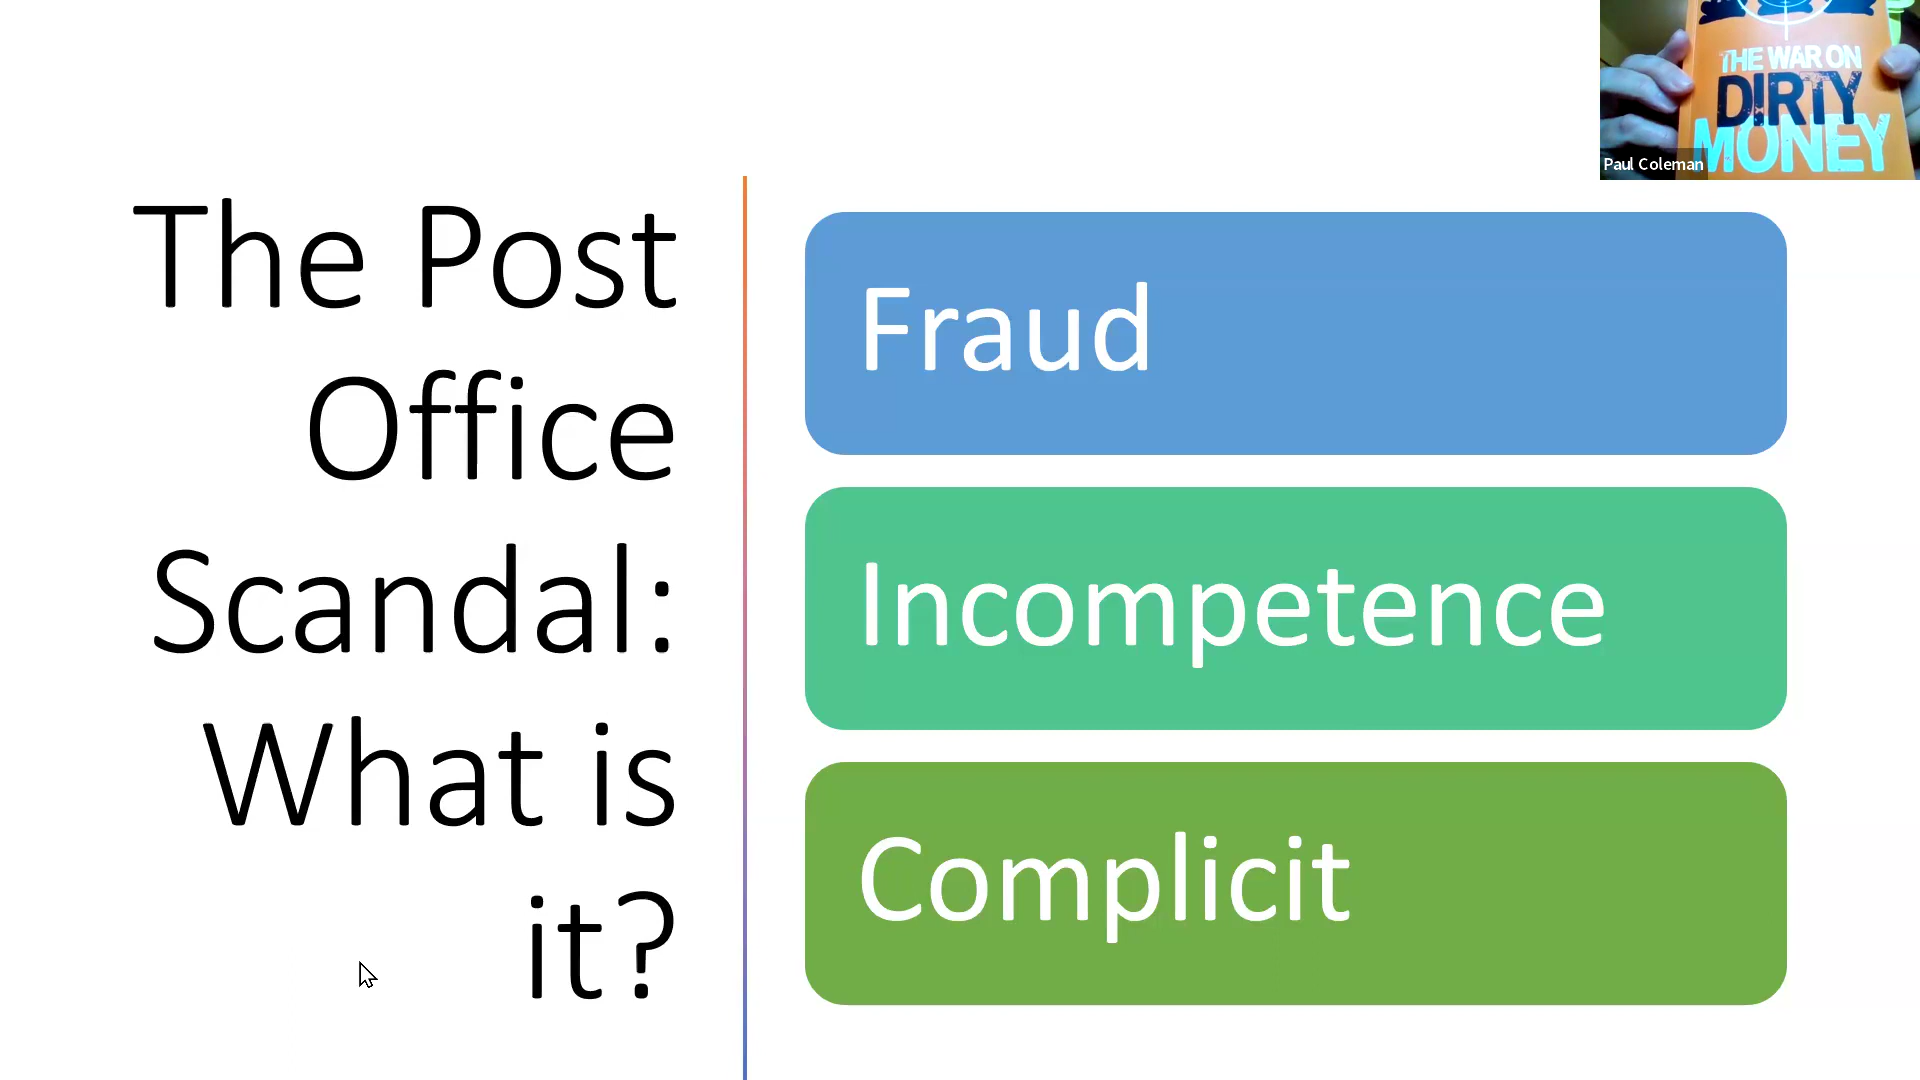 The Post
Office
Scandal:
What is
it?
Fraud
Incompetence
Complicit
THE WAR ON
DIRTY
MONEY
Paul Coleman